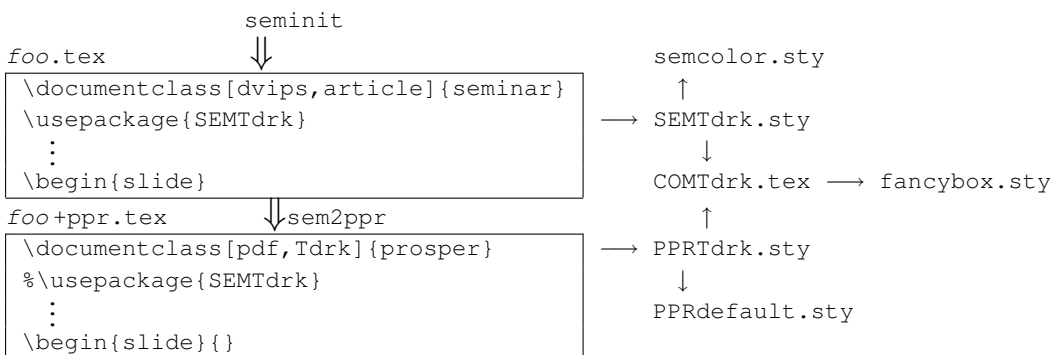 seminit
foo.tex ⇓ semcolor.sty
\documentclass[dvips,article]{seminar} ↑
\usepackage{SEMTdrk} ⟶ SEMTdrk.sty
⋮ ↓
\begin{slide} COMTdrk.tex ⟶ fancybox.sty
foo+ppr.tex ⇓sem2ppr ↑
\documentclass[pdf,Tdrk]{prosper} ⟶ PPRTdrk.sty
%\usepackage{SEMTdrk} ↓
⋮ PPRdefault.sty
\begin{slide}{}